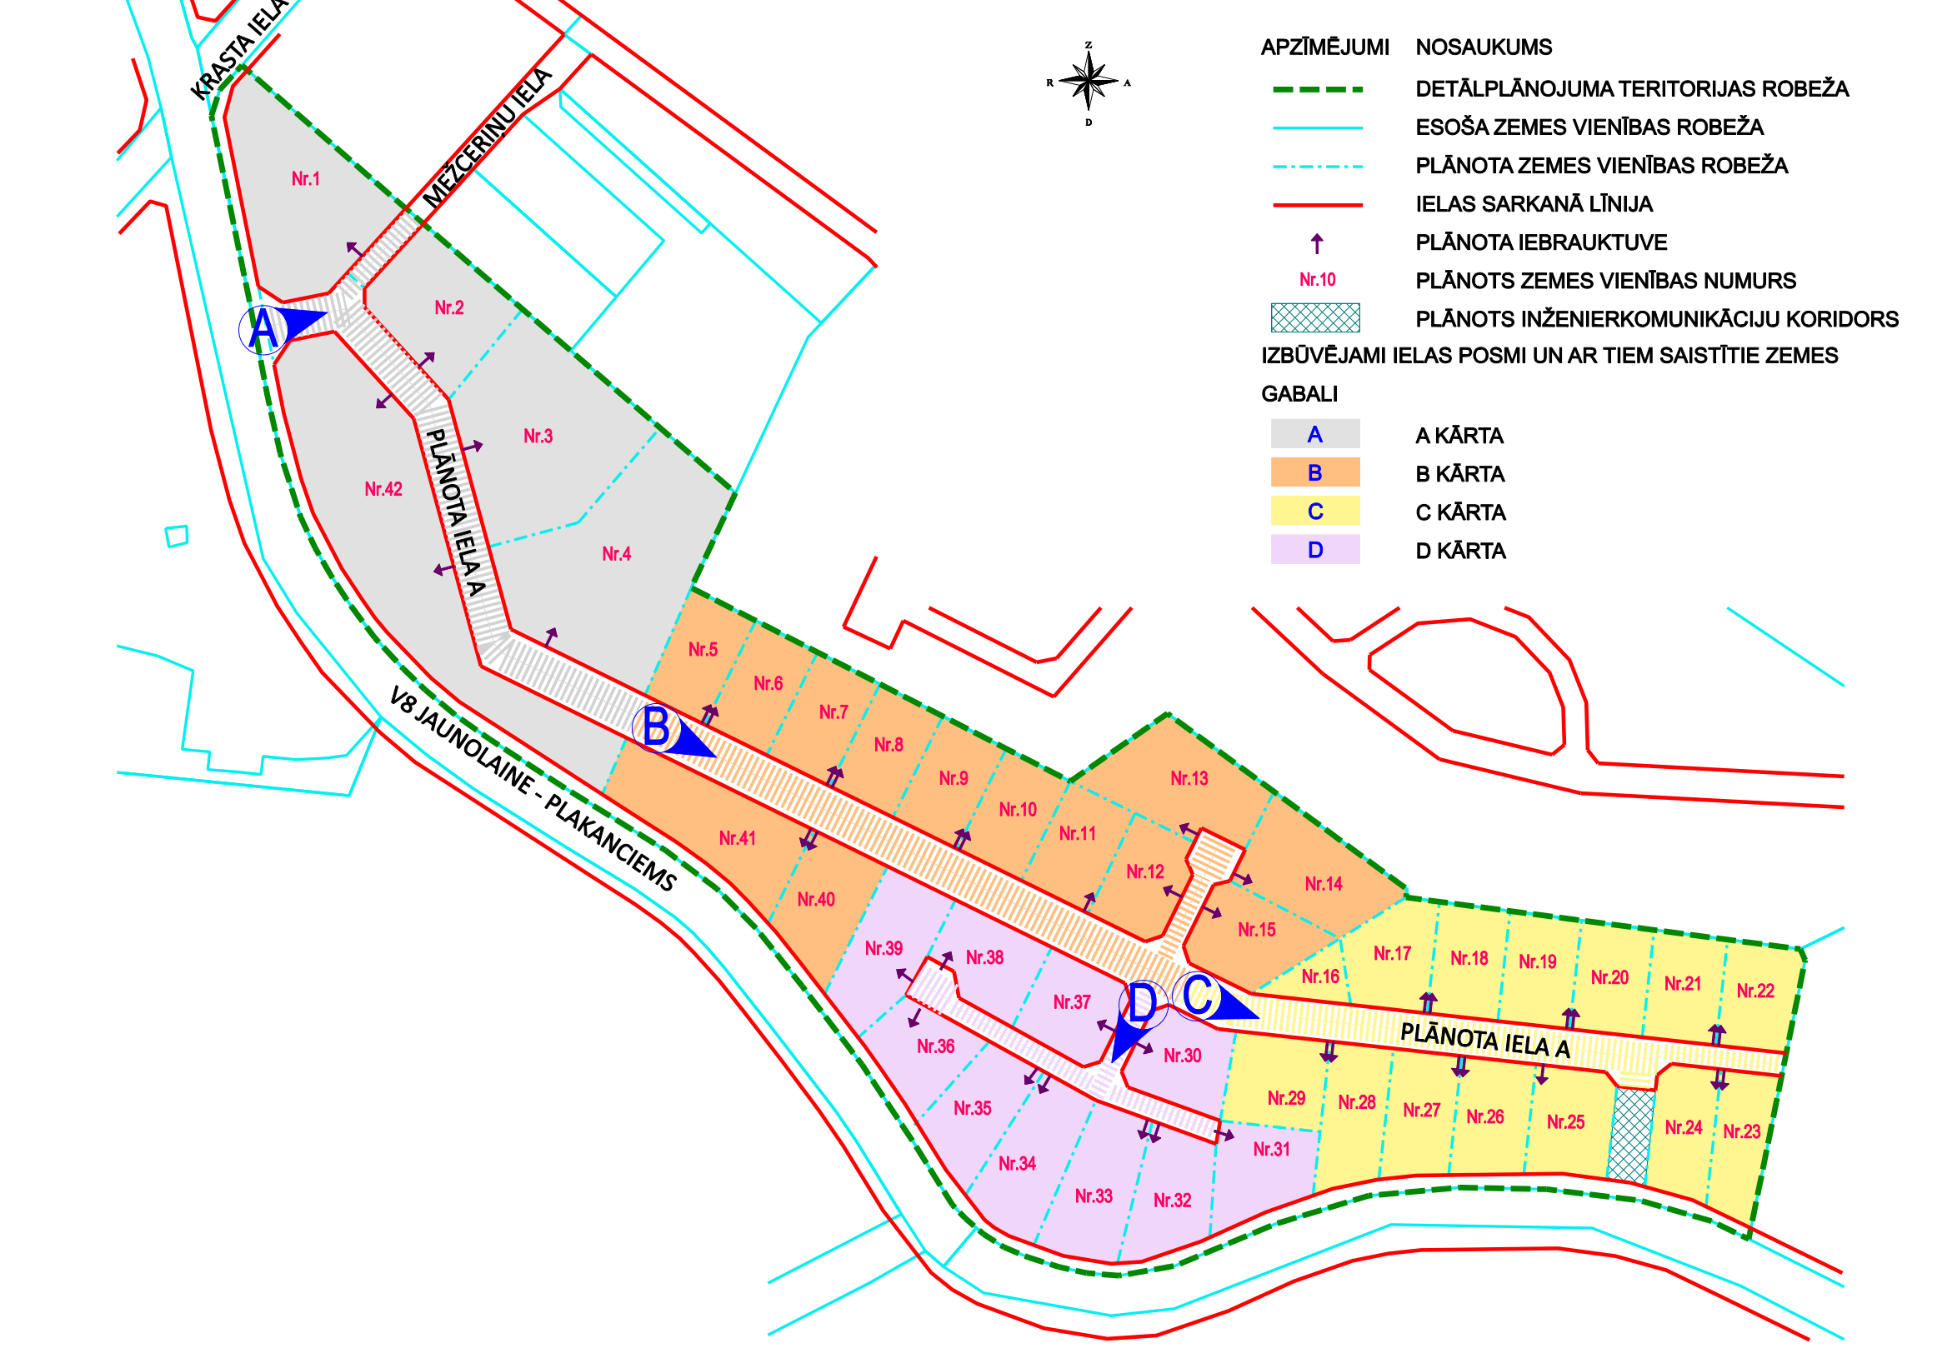 KRASTA IELA
MEŽCERIŅU IELA
Z
R
A
D
APZĪMĒJUMI NOSAUKUMS
DETĀLPLĀNOJUMA TERITORIJAS ROBEŽA
ESOŠA ZEMES VIENĪBAS ROBEŽA
PLĀNOTA ZEMES VIENĪBAS ROBEŽA
IELAS SARKANĀ LĪNIJA
PLĀNOTA IEBRAUKTUVE
Nr.10 PLĀNOTS ZEMES VIENĪBAS NUMURS
PLĀNOTS INŽENIERKOMUNIKĀCIJU KORIDORS
IZBŪVĒJAMI IELAS POSMI UN AR TIEM SAISTĪTIE ZEMES
GABALI
A A KĀRTA
B B KĀRTA
C C KĀRTA
D D KĀRTA
Nr.1
Nr.2
A
Nr.3
Nr.42
PLĀNOTA IELA A
Nr.4
Nr.5
Nr.6
Nr.7
Nr.8
Nr.9
Nr.10
Nr.11
Nr.12
Nr.13
Nr.14
Nr.15
B
V8 JAUNOLAINE - PLAKANCIEMS
Nr.41
Nr.40
Nr.39
Nr.38
Nr.37
D
C
Nr.16
Nr.17
Nr.18
Nr.19
Nr.20
Nr.21
Nr.22
PLĀNOTA IELA A
Nr.36
Nr.30
Nr.35
Nr.29
Nr.28
Nr.27
Nr.26
Nr.25
Nr.24
Nr.23
Nr.34
Nr.33
Nr.32
Nr.31